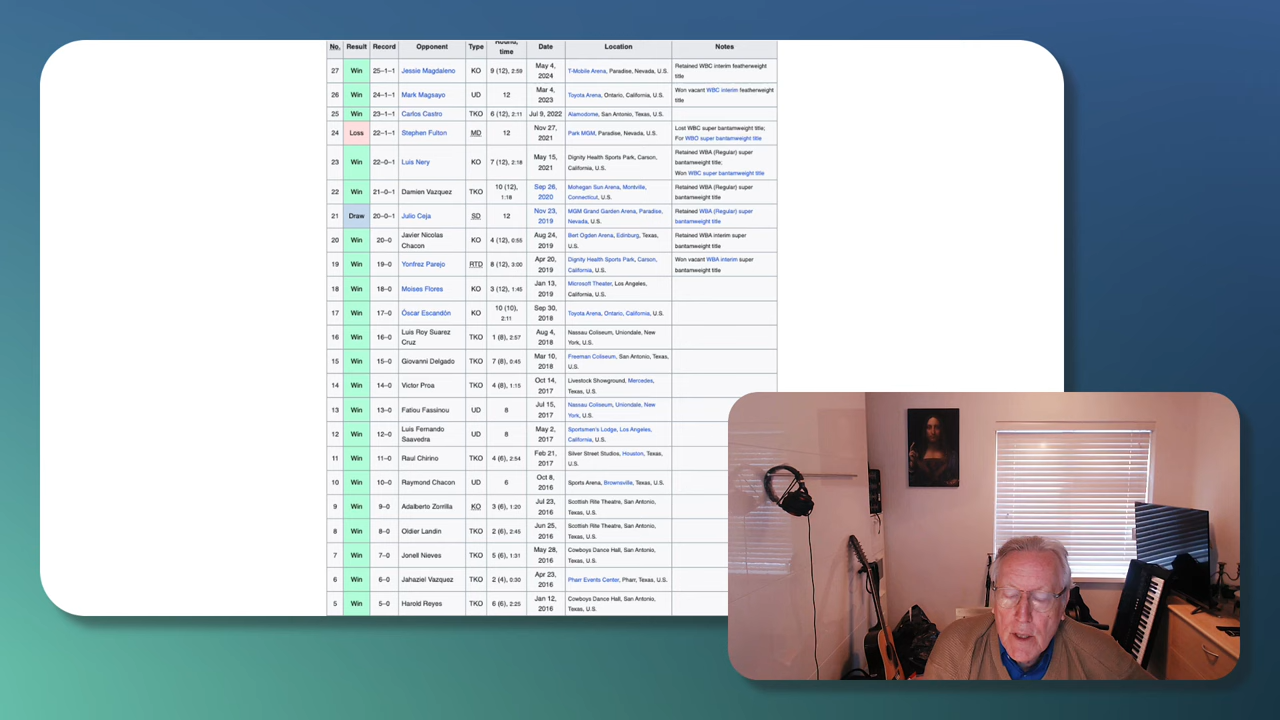 No. Result Record Opponent Type Round, time Date Location Notes
27 Win 25–1–1 Jessie Magdaleno KO 9 (12), 2:59 May 4, 2024 T-Mobile Arena, Paradise, Nevada, U.S. Retained WBC interim featherweight title
26 Win 24–1–1 Mark Magsayo UD 12 Mar 4, 2023 Toyota Arena, Ontario, California, U.S. Won vacant WBC interim featherweight title
25 Win 23–1–1 Carlos Castro TKO 6 (12), 2:11 Jul 9, 2022 Alamodome, San Antonio, Texas, U.S.
24 Loss 22–1–1 Stephen Fulton MD 12 Nov 27, 2021 Park MGM, Paradise, Nevada, U.S. Lost WBC super bantamweight title; For WBO super bantamweight title
23 Win 22–0–1 Luis Nery KO 7 (12), 2:18 May 15, 2021 Dignity Health Sports Park, Carson, California, U.S. Retained WBA (Regular) super bantamweight title; Won WBC super bantamweight title
22 Win 21–0–1 Damien Vazquez TKO 10 (12), 1:18 Sep 26, 2020 Mohegan Sun Arena, Montville, Connecticut, U.S. Retained WBA (Regular) super bantamweight title
21 Draw 20–0–1 Julio Ceja SD 12 Nov 23, 2019 MGM Grand Garden Arena, Paradise, Nevada, U.S. Retained WBA (Regular) super bantamweight title
20 Win 20–0 Javier Nicolas Chacon KO 4 (12), 0:55 Aug 24, 2019 Bert Ogden Arena, Edinburg, Texas, U.S. Retained WBA interim super bantamweight title
19 Win 19–0 Yonfrez Parejo RTD 8 (12), 3:00 Apr 20, 2019 Dignity Health Sports Park, Carson, California, U.S. Won vacant WBA interim super bantamweight title
18 Win 18–0 Moises Flores KO 3 (12), 1:45 Jan 13, 2019 Microsoft Theater, Los Angeles, California, U.S.
17 Win 17–0 Óscar Escandón KO 10 (10), 2:11 Sep 30, 2018 Toyota Arena, Ontario, California, U.S.
16 Win 16–0 Luis Roy Suarez Cruz TKO 1 (8), 2:57 Aug 4, 2018 Nassau Coliseum, Uniondale, New York, U.S.
15 Win 15–0 Giovanni Delgado TKO 7 (8), 0:45 Mar 10, 2018 Freeman Coliseum, San Antonio, Texas, U.S.
14 Win 14–0 Victor Proa TKO 4 (8), 1:15 Oct 14, 2017 Livestock Showground, Mercedes, Texas, U.S.
13 Win 13–0 Fatiou Fassinou UD 8 Jul 15, 2017 Nassau Coliseum, Uniondale, New York, U.S.
12 Win 12–0 Luis Fernando Saavedra UD 8 May 2, 2017 Sportsmen's Lodge, Los Angeles, California, U.S.
11 Win 11–0 Raul Chirino TKO 4 (6), 2:54 Feb 21, 2017 Silver Street Studios, Houston, Texas, U.S.
10 Win 10–0 Raymond Chacon UD 6 Oct 8, 2016 Sports Arena, Brownsville, Texas, U.S.
9 Win 9–0 Adalberto Zorrilla KO 3 (6), 1:20 Jul 23, 2016 Scottish Rite Theatre, San Antonio, Texas, U.S.
8 Win 8–0 Oldier Landin TKO 2 (6), 2:45 Jun 25, 2016 Scottish Rite Theatre, San Antonio, Texas, U.S.
7 Win 7–0 Jonell Nieves TKO 5 (6), 1:31 May 28, 2016 Cowboys Dance Hall, San Antonio, Texas, U.S.
6 Win 6–0 Jahaziel Vazquez TKO 2 (4), 0:30 Apr 23, 2016 Pharr Events Center, Pharr, Texas, U.S.
5 Win 5–0 Harold Reyes TKO 6 (6), 2:25 Jan 12, 2016 Cowboys Dance Hall, San Antonio, Texas, U.S.